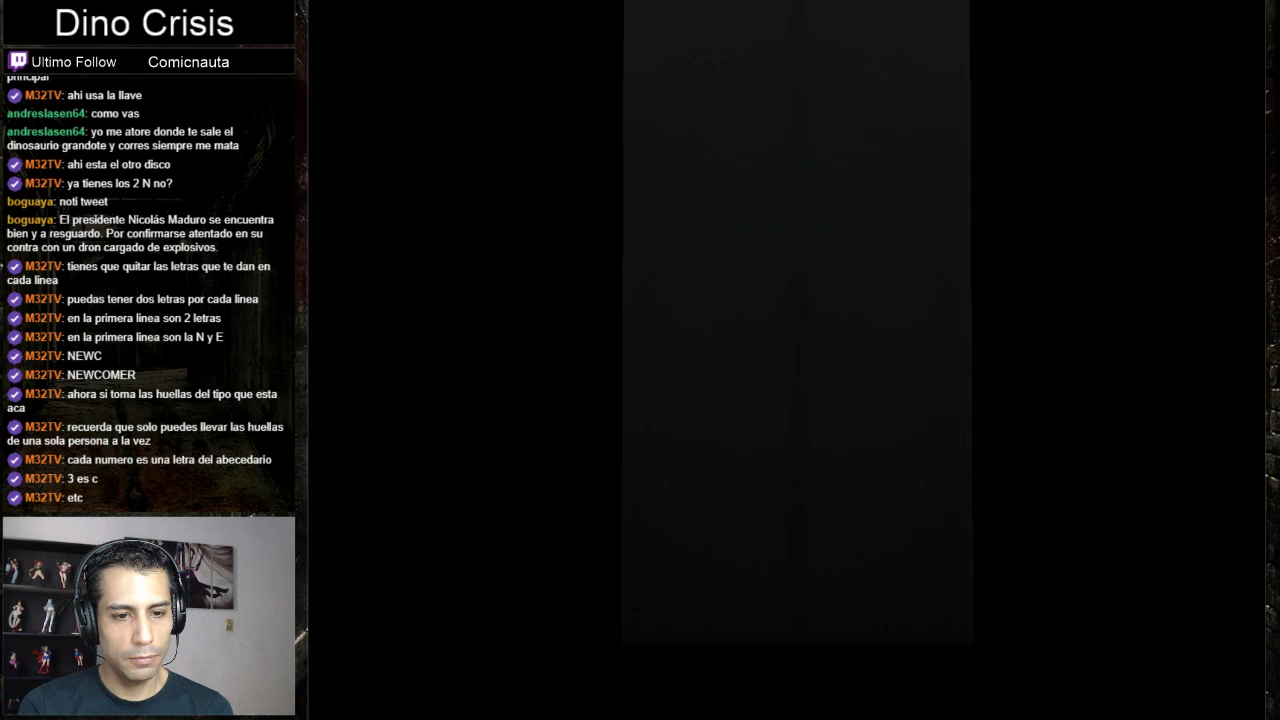 Dino Crisis
Ultimo Follow Comicnauta
principal
M32TV: ahi usa la llave
andreslasen64: como vas
andreslasen64: yo me atore donde te sale el
dinosaurio grandote y corres siempre me mata
M32TV: ahi esta el otro disco
M32TV: ya tienes los 2 N no?
boguaya: noti tweet
boguaya: El presidente Nicolás Maduro se encuentra
bien y a resguardo. Por confirmarse atentado en su
contra con un dron cargado de explosivos.
M32TV: tienes que quitar las letras que te dan en
cada linea
M32TV: puedas tener dos letras por cada linea
M32TV: en la primera linea son 2 letras
M32TV: en la primera linea son la N y E
M32TV: NEWC
M32TV: NEWCOMER
M32TV: ahora si toma las huellas del tipo que esta
aca
M32TV: recuerda que solo puedes llevar las huellas
de una sola persona a la vez
M32TV: cada numero es una letra del abecedario
M32TV: 3 es c
M32TV: etc